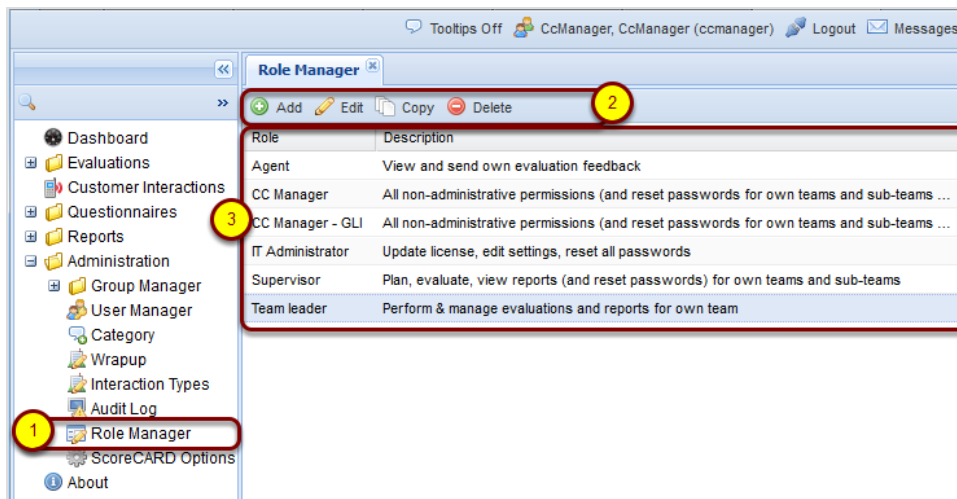 Tooltips Off CcManager, CcManager (ccmanager) Logout Messages
«
»
Dashboard
Evaluations
Customer Interactions
Questionnaires
Reports
Administration
Group Manager
User Manager
Category
Wrapup
Interaction Types
Audit Log
1 Role Manager
ScoreCARD Options
About
Role Manager
Add Edit Copy Delete 2
Role Description
Agent View and send own evaluation feedback
CC Manager All non-administrative permissions (and reset passwords for own teams and sub-teams ...
3 CC Manager - GLI All non-administrative permissions (and reset passwords for own teams and sub-teams ...
IT Administrator Update license, edit settings, reset all passwords
Supervisor Plan, evaluate, view reports (and reset passwords) for own teams and sub-teams
Team leader Perform & manage evaluations and reports for own team